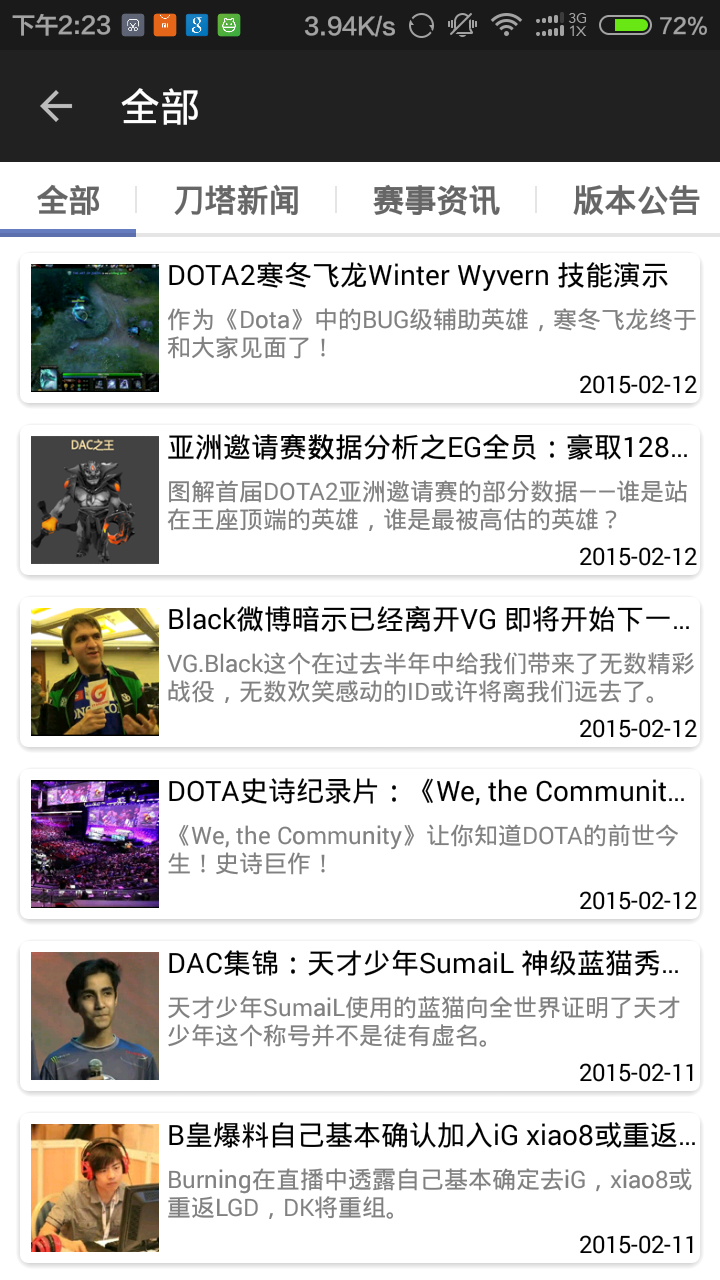 下午2:23 3.94K/s 3G 1X 72%
全部
全部 刀塔新闻 赛事资讯 版本公告
DOTA2寒冬飞龙Winter Wyvern 技能演示
作为《Dota》中的BUG级辅助英雄，寒冬飞龙终于
和大家见面了！
2015-02-12
DAC之王
亚洲邀请赛数据分析之EG全员：豪取128...
图解首届DOTA2亚洲邀请赛的部分数据——谁是站
在王座顶端的英雄，谁是最被高估的英雄？
2015-02-12
Black微博暗示已经离开VG 即将开始下一...
VG.Black这个在过去半年中给我们带来了无数精彩
战役，无数欢笑感动的ID或许将离我们远去了。
2015-02-12
DOTA史诗纪录片：《We, the Communit...
《We, the Community》让你知道DOTA的前世今
生！史诗巨作！
2015-02-12
DAC集锦：天才少年SumaiL 神级蓝猫秀...
天才少年SumaiL使用的蓝猫向全世界证明了天才
少年这个称号并不是徒有虚名。
2015-02-11
B皇爆料自己基本确认加入iG xiao8或重返...
Burning在直播中透露自己基本确定去iG，xiao8或
重返LGD，DK将重组。
2015-02-11